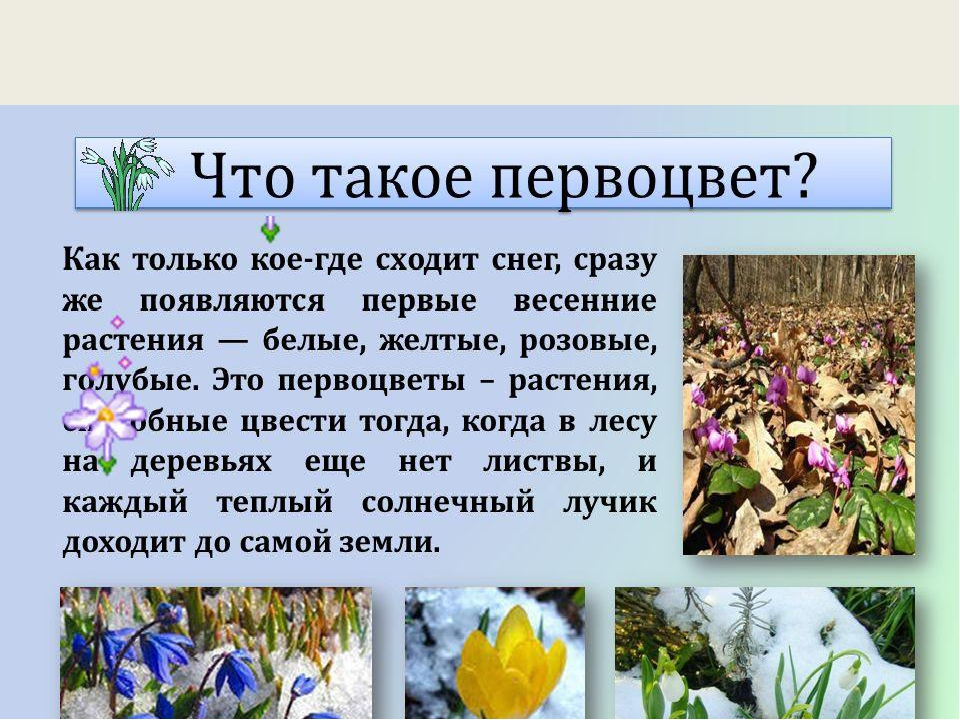 Что такое первоцвет?
Как только кое-где сходит снег, сразу
же появляются первые весенние
растения — белые, желтые, розовые,
голубые. Это первоцветы – растения,
цвести тогда, когда в лесу
на деревьях еще нет листвы, и
каждый теплый солнечный лучик
доходит до самой земли.